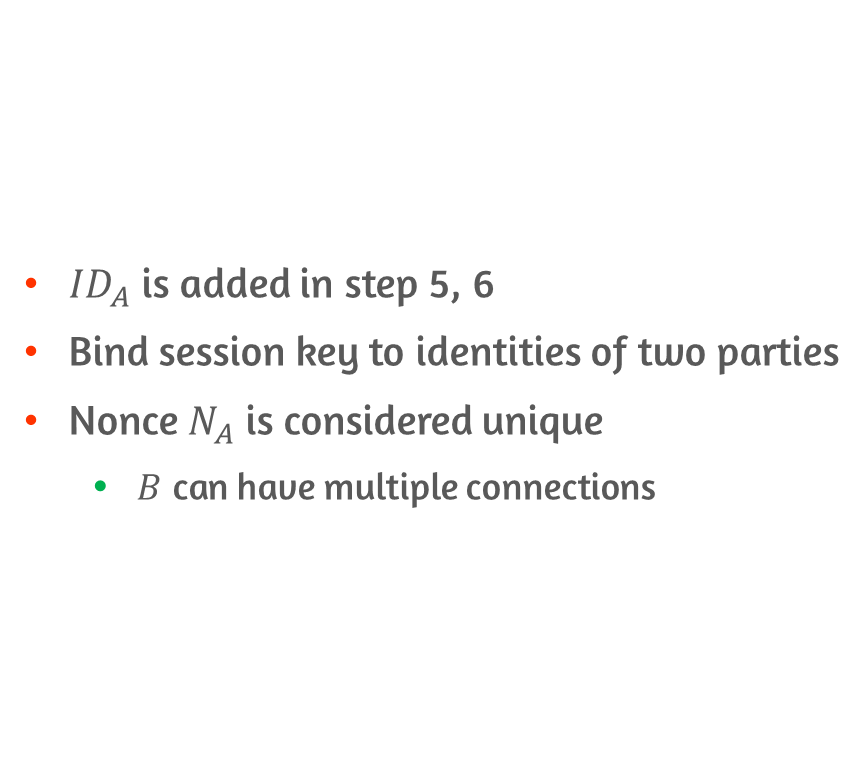 • ID_A is added in step 5, 6
• Bind session key to identities of two parties
• Nonce N_A is considered unique
• B can have multiple connections